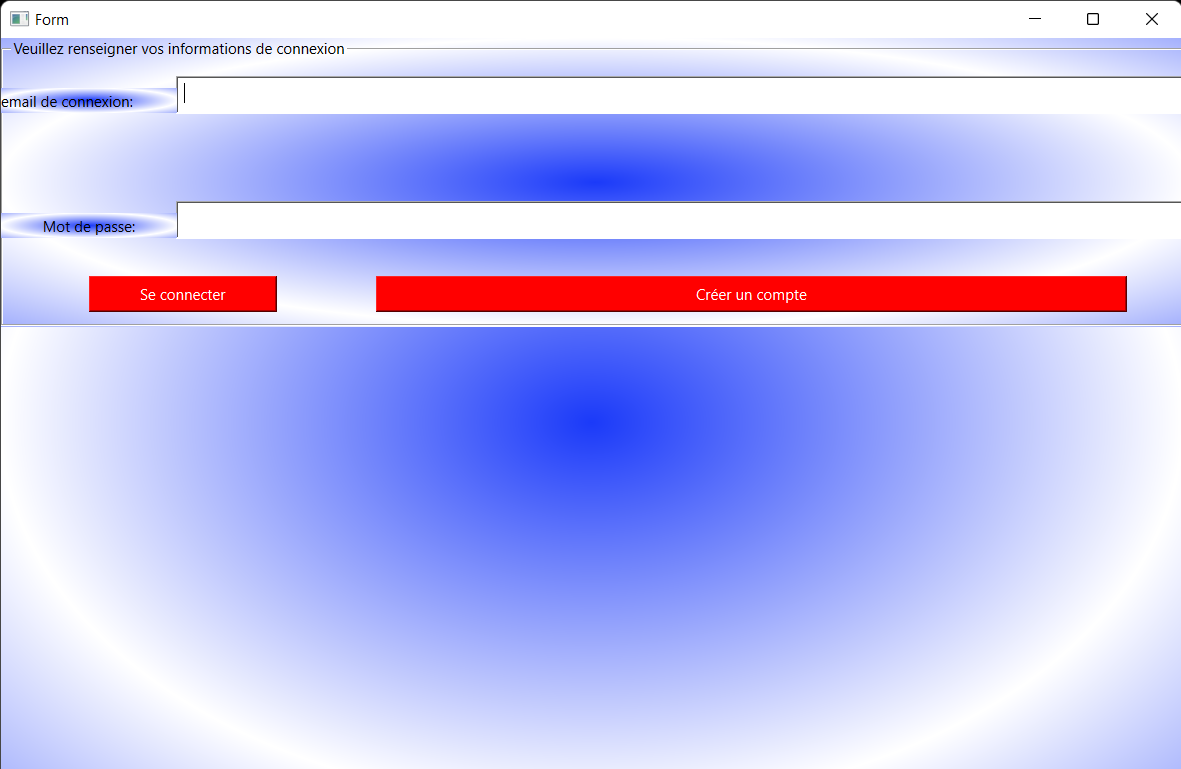 Form
Veuillez renseigner vos informations de connexion
email de connexion:
Mot de passe:
Se connecter
Créer un compte